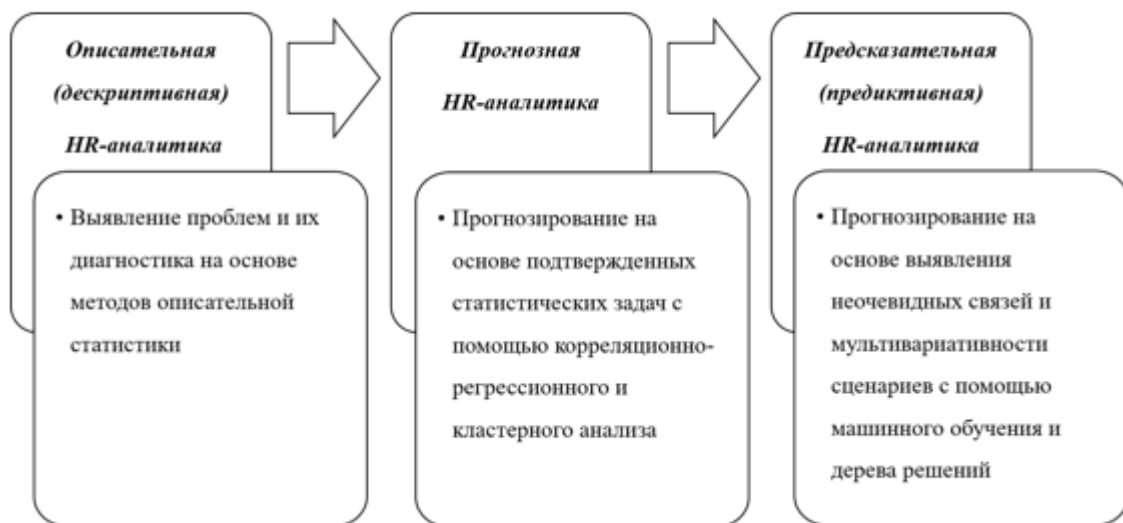 Описательная
(дескриптивная)
HR-аналитика
• Выявление проблем и их
диагностика на основе
методов описательной
статистики
Прогнозная
HR-аналитика
• Прогнозирование на
основе подтвержденных
статистических задач с
помощью корреляционно-
регрессионного и
кластерного анализа
Предсказательная
(предиктивная)
HR-аналитика
• Прогнозирование на
основе выявления
неочевидных связей и
мультивариативности
сценариев с помощью
машинного обучения и
дерева решений